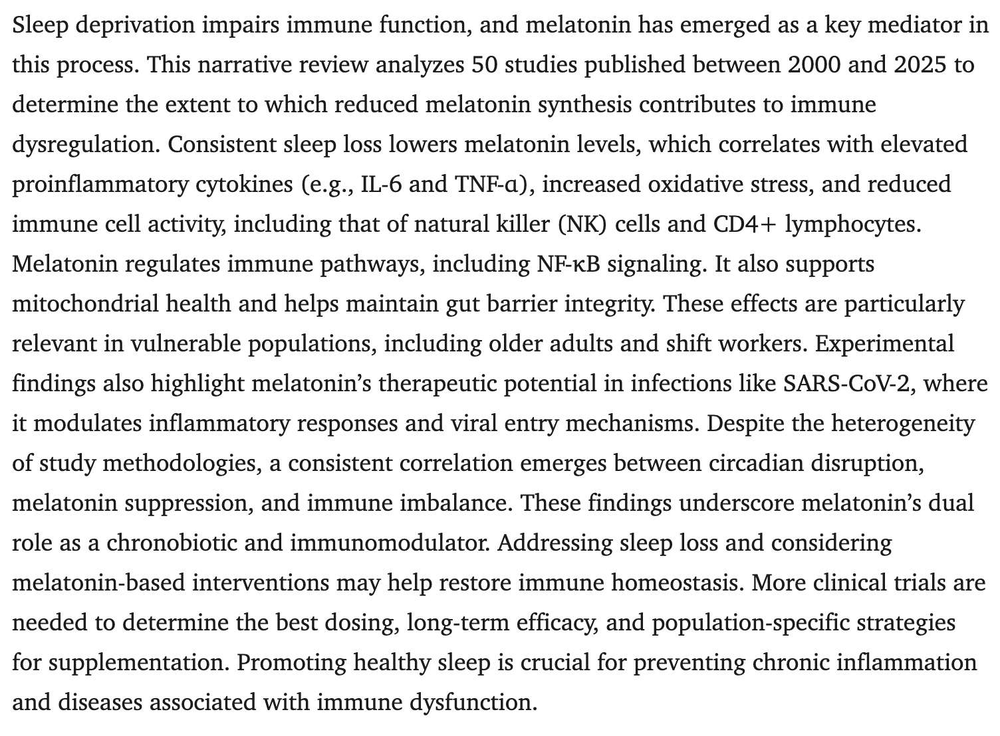 Sleep deprivation impairs immune function, and melatonin has emerged as a key mediator in
this process. This narrative review analyzes 50 studies published between 2000 and 2025 to
determine the extent to which reduced melatonin synthesis contributes to immune
dysregulation. Consistent sleep loss lowers melatonin levels, which correlates with elevated
proinflammatory cytokines (e.g., IL-6 and TNF-α), increased oxidative stress, and reduced
immune cell activity, including that of natural killer (NK) cells and CD4+ lymphocytes.
Melatonin regulates immune pathways, including NF-κB signaling. It also supports
mitochondrial health and helps maintain gut barrier integrity. These effects are particularly
relevant in vulnerable populations, including older adults and shift workers. Experimental
findings also highlight melatonin’s therapeutic potential in infections like SARS-CoV-2, where
it modulates inflammatory responses and viral entry mechanisms. Despite the heterogeneity
of study methodologies, a consistent correlation emerges between circadian disruption,
melatonin suppression, and immune imbalance. These findings underscore melatonin’s dual
role as a chronobiotic and immunomodulator. Addressing sleep loss and considering
melatonin-based interventions may help restore immune homeostasis. More clinical trials are
needed to determine the best dosing, long-term efficacy, and population-specific strategies
for supplementation. Promoting healthy sleep is crucial for preventing chronic inflammation
and diseases associated with immune dysfunction.